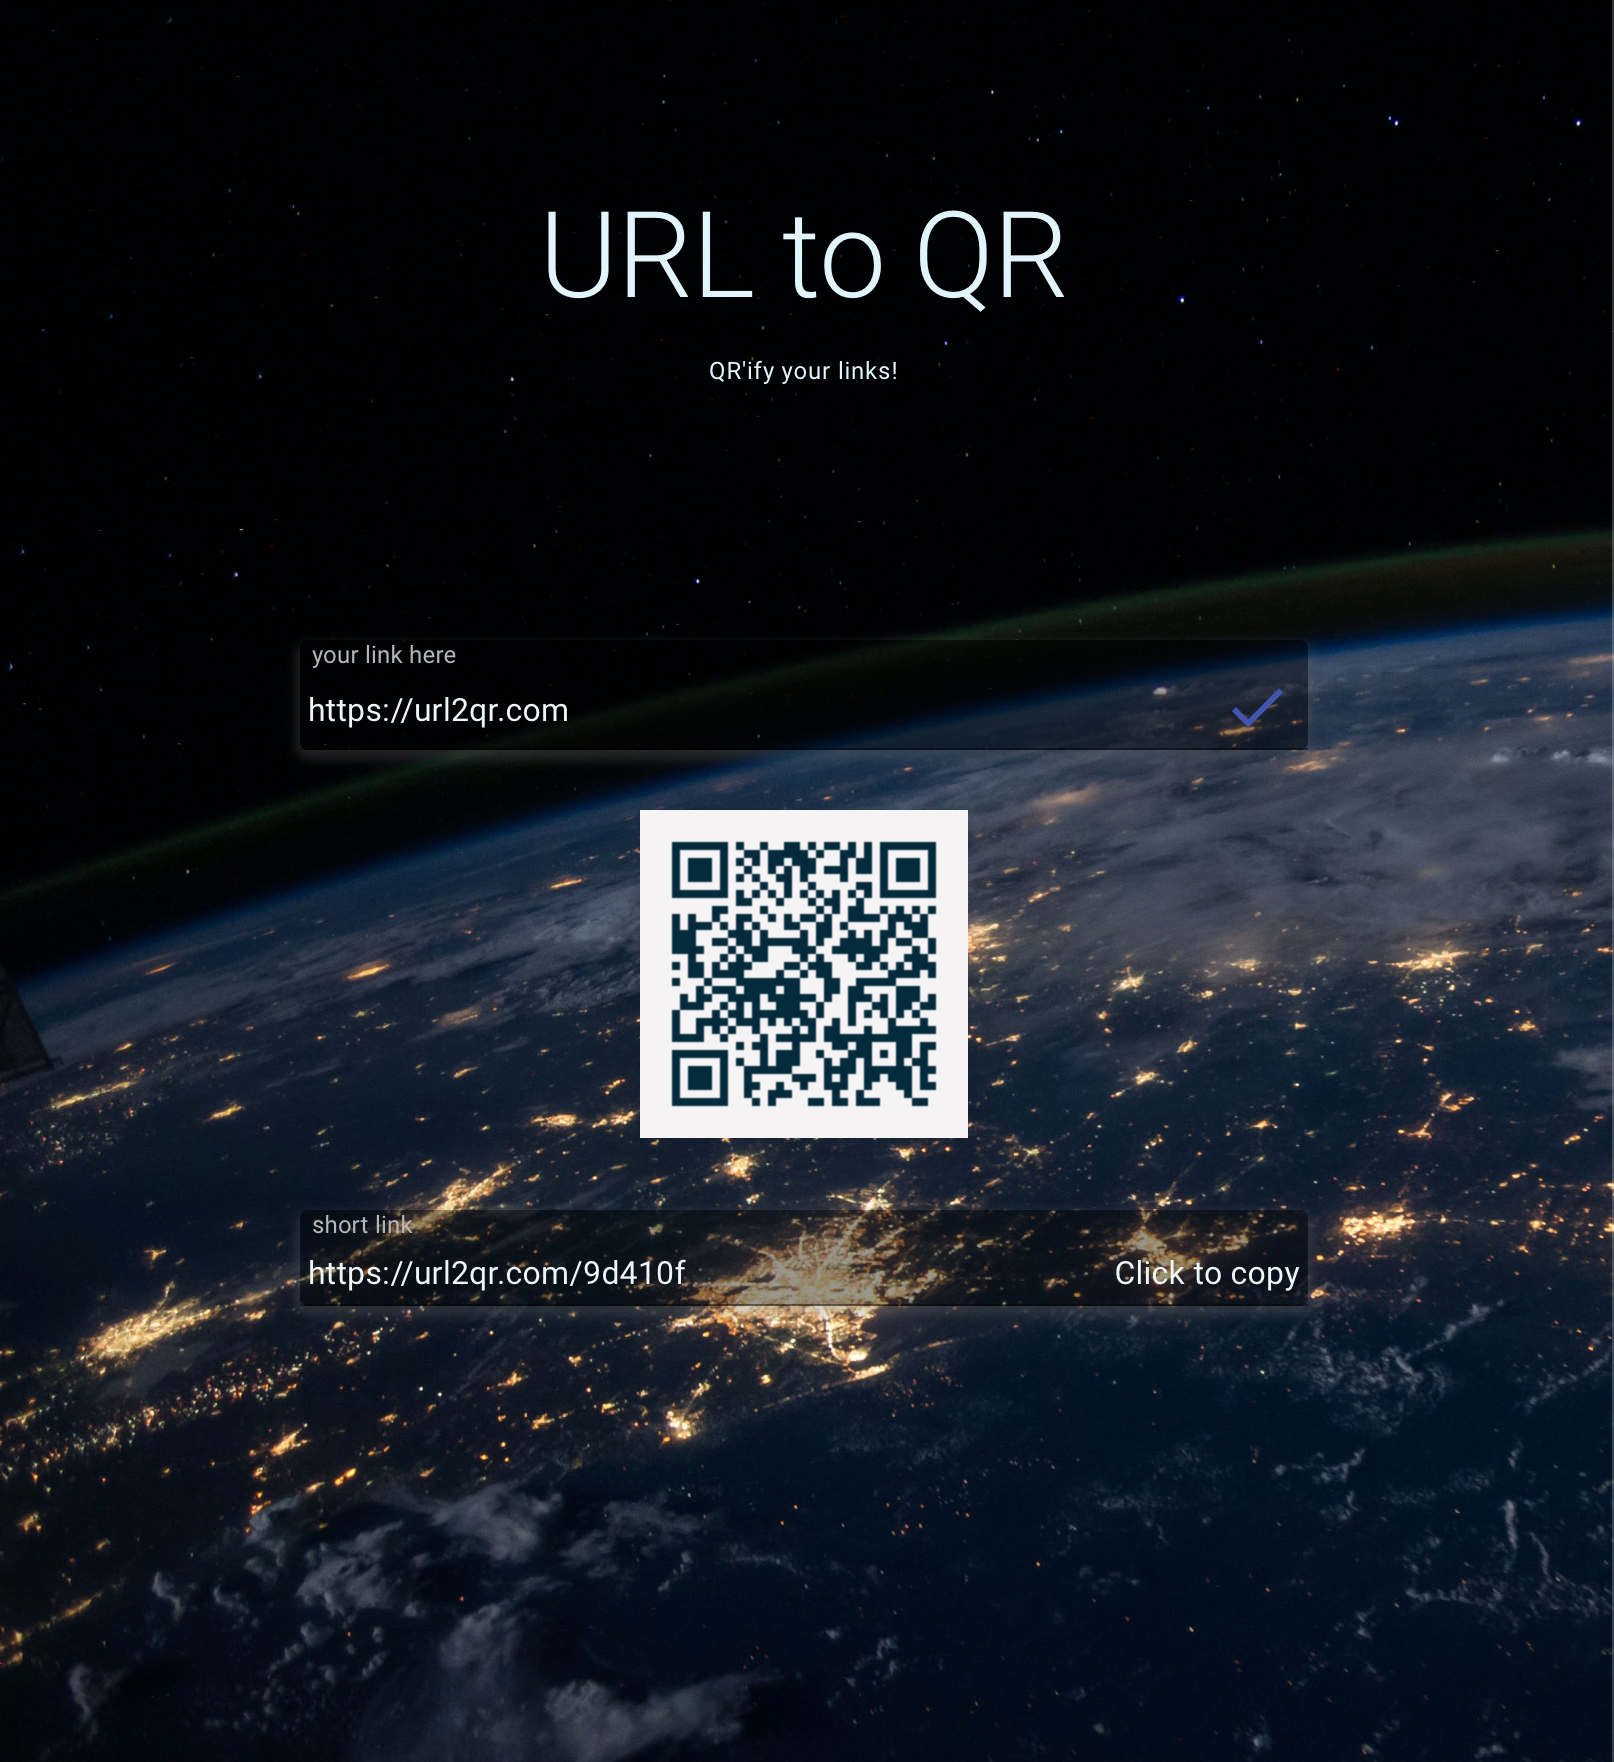 URL to QR
QR'ify your links!
your link here
https://url2qr.com
short link
https://url2qr.com/9d410f Click to copy